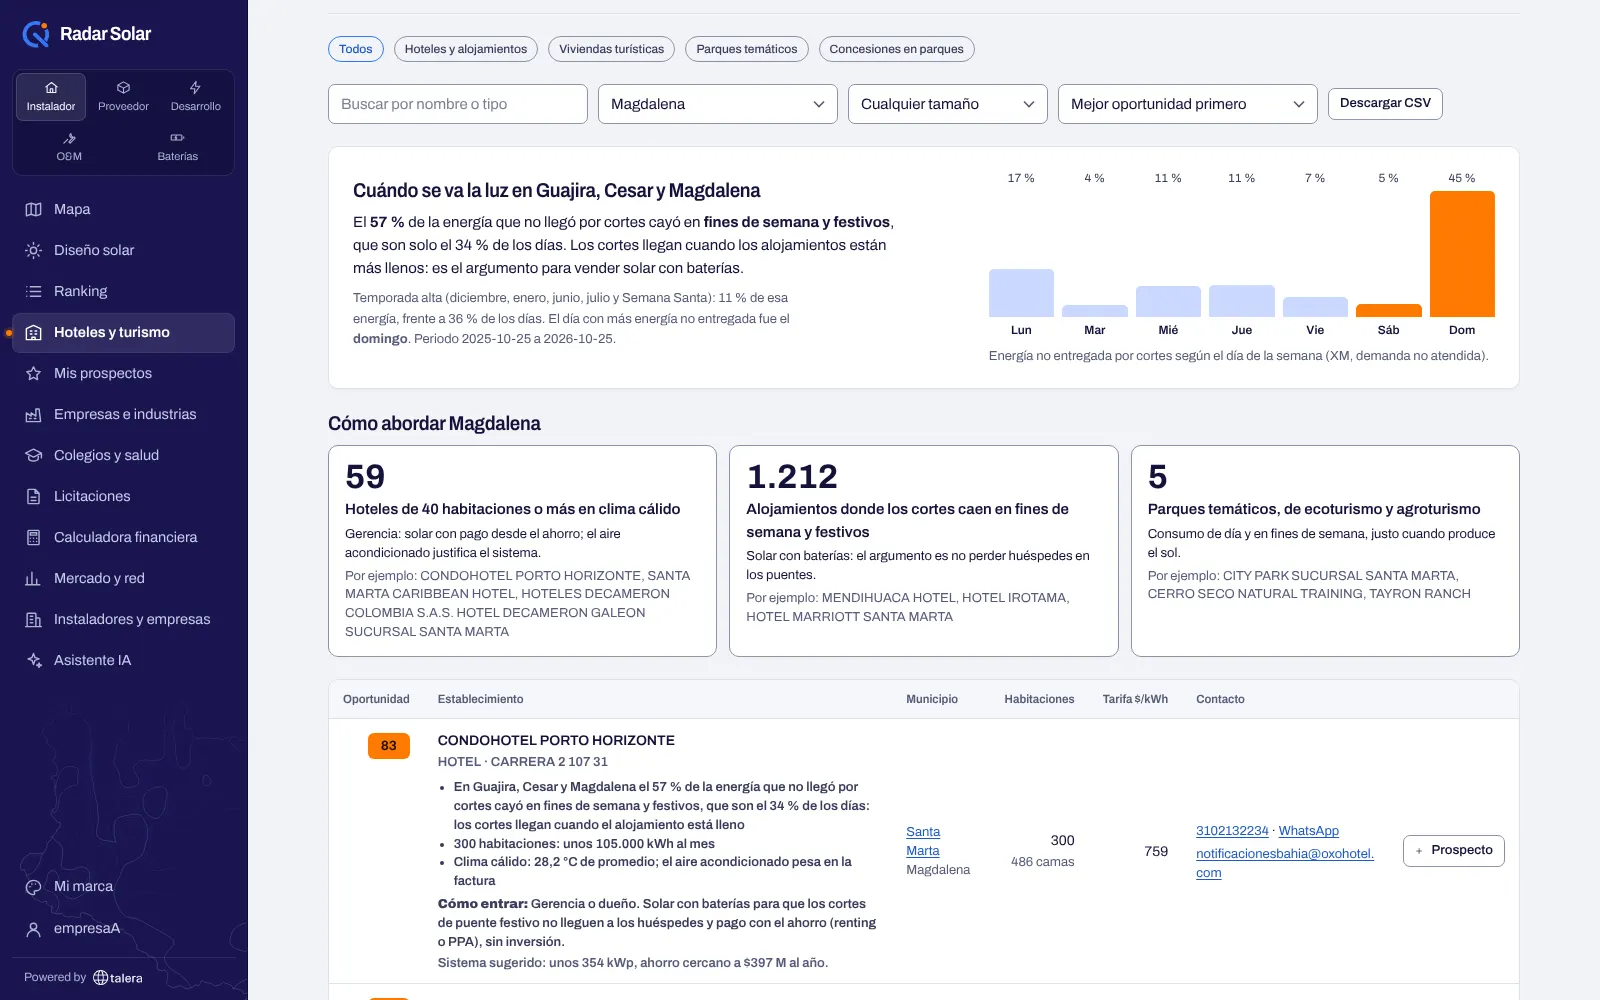 Radar Solar
Instalador
Proveedor
Desarrollo
O&M
Baterías
Mapa
Diseño solar
Ranking
Hoteles y turismo
Mis prospectos
Empresas e industrias
Colegios y salud
Licitaciones
Calculadora financiera
Mercado y red
Instaladores y empresas
Asistente IA
Mi marca
empresaA
Powered by talera
Todos
Hoteles y alojamientos
Viviendas turísticas
Parques temáticos
Concesiones en parques
Buscar por nombre o tipo
Magdalena
Cualquier tamaño
Mejor oportunidad primero
Descargar CSV
Cuándo se va la luz en Guajira, Cesar y Magdalena
El 57 % de la energía que no llegó por cortes cayó en fines de semana y festivos,
que son solo el 34 % de los días. Los cortes llegan cuando los alojamientos están
más llenos: es el argumento para vender solar con baterías.
Temporada alta (diciembre, enero, junio, julio y Semana Santa): 11 % de esa
energía, frente a 36 % de los días. El día con más energía no entregada fue el
domingo. Periodo 2025-10-25 a 2026-10-25.
17 %
4 %
11 %
11 %
7 %
5 %
45 %
Lun
Mar
Mié
Jue
Vie
Sáb
Dom
Energía no entregada por cortes según el día de la semana (XM, demanda no atendida).
Cómo abordar Magdalena
59
Hoteles de 40 habitaciones o más en clima cálido
Gerencia: solar con pago desde el ahorro; el aire
acondicionado justifica el sistema.
Por ejemplo: CONDOHOTEL PORTO HORIZONTE, SANTA
MARTA CARIBBEAN HOTEL, HOTELES DECAMERON
COLOMBIA S.A.S. HOTEL DECAMERON GALEON
SUCURSAL SANTA MARTA
1.212
Alojamientos donde los cortes caen en fines de
semana y festivos
Solar con baterías: el argumento es no perder huéspedes en
los puentes.
Por ejemplo: MENDIHUACA HOTEL, HOTEL IROTAMA,
HOTEL MARRIOTT SANTA MARTA
5
Parques temáticos, de ecoturismo y agroturismo
Consumo de día y en fines de semana, justo cuando produce
el sol.
Por ejemplo: CITY PARK SUCURSAL SANTA MARTA,
CERRO SECO NATURAL TRAINING, TAYRON RANCH
Oportunidad
Establecimiento
Municipio
Habitaciones
Tarifa $/kWh
Contacto
83
CONDOHOTEL PORTO HORIZONTE
HOTEL · CARRERA 2 107 31
• En Guajira, Cesar y Magdalena el 57 % de la energía que no llegó por
cortes cayó en fines de semana y festivos, que son el 34 % de los días:
los cortes llegan cuando el alojamiento está lleno
• 300 habitaciones: unos 105.000 kWh al mes
• Clima cálido: 28,2 °C de promedio; el aire acondicionado pesa en la
factura
Cómo entrar: Gerencia o dueño. Solar con baterías para que los cortes
de puente festivo no lleguen a los huéspedes y pago con el ahorro (renting
o PPA), sin inversión.
Sistema sugerido: unos 354 kWp, ahorro cercano a $397 M al año.
Santa
Marta
Magdalena
300
486 camas
759
3102132234 · WhatsApp
notificacionesbahia@oxohotel.
com
+ Prospecto